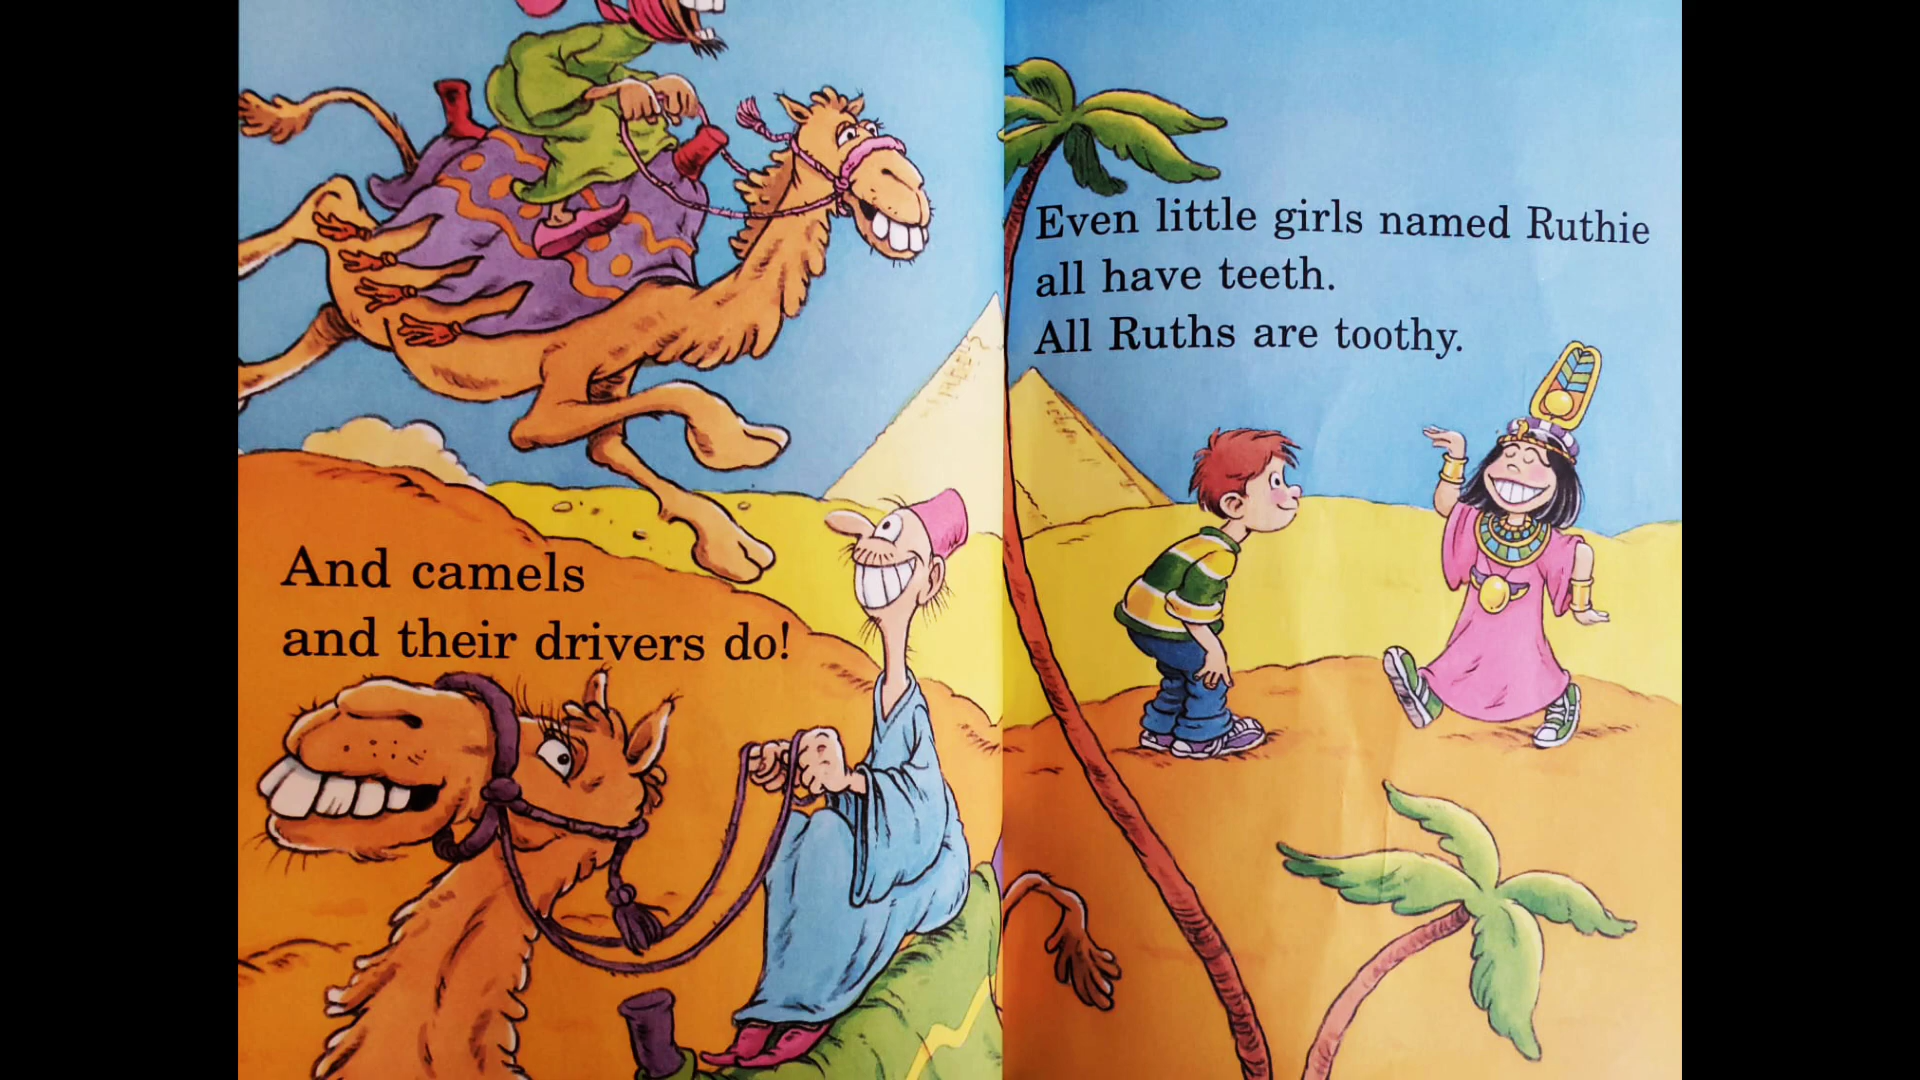 And camels
and their drivers do!
Even little girls named Ruthie
all have teeth.
All Ruths are toothy.